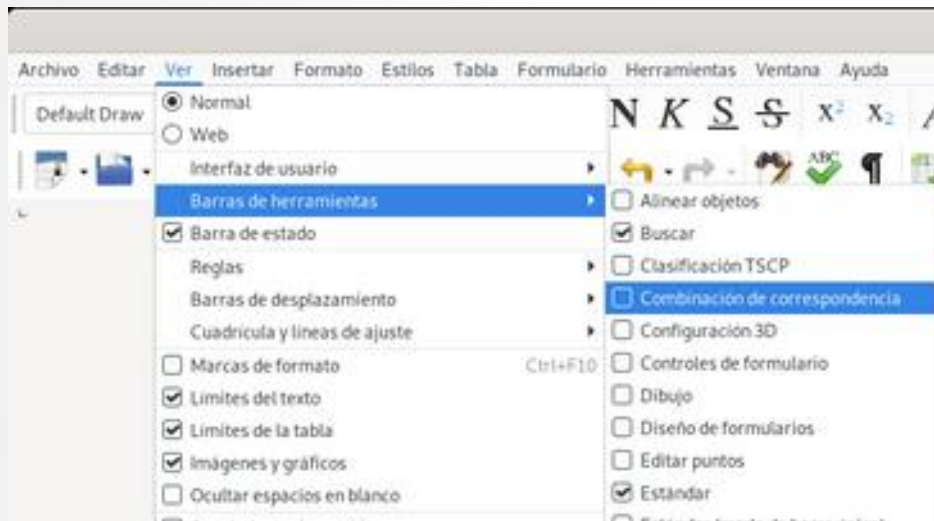 Archivo Editar Ver Insertar Formato Estilos Tabla Formulario Herramientas Ventana Ayuda
Default Draw
N K S S X² X₂ A
ABC
Normal
Web
Interfaz de usuario
Barras de herramientas
Barra de estado
Reglas
Barras de desplazamiento
Cuadrícula y líneas de ajuste
Marcas de formato Ctrl+F10
Límites del texto
Límites de la tabla
Imágenes y gráficos
Ocultar espacios en blanco
Alinear objetos
Buscar
Clasificación TSCP
Combinación de correspondencia
Configuración 3D
Controles de formulario
Dibujo
Diseño de formularios
Editar puntos
Estándar